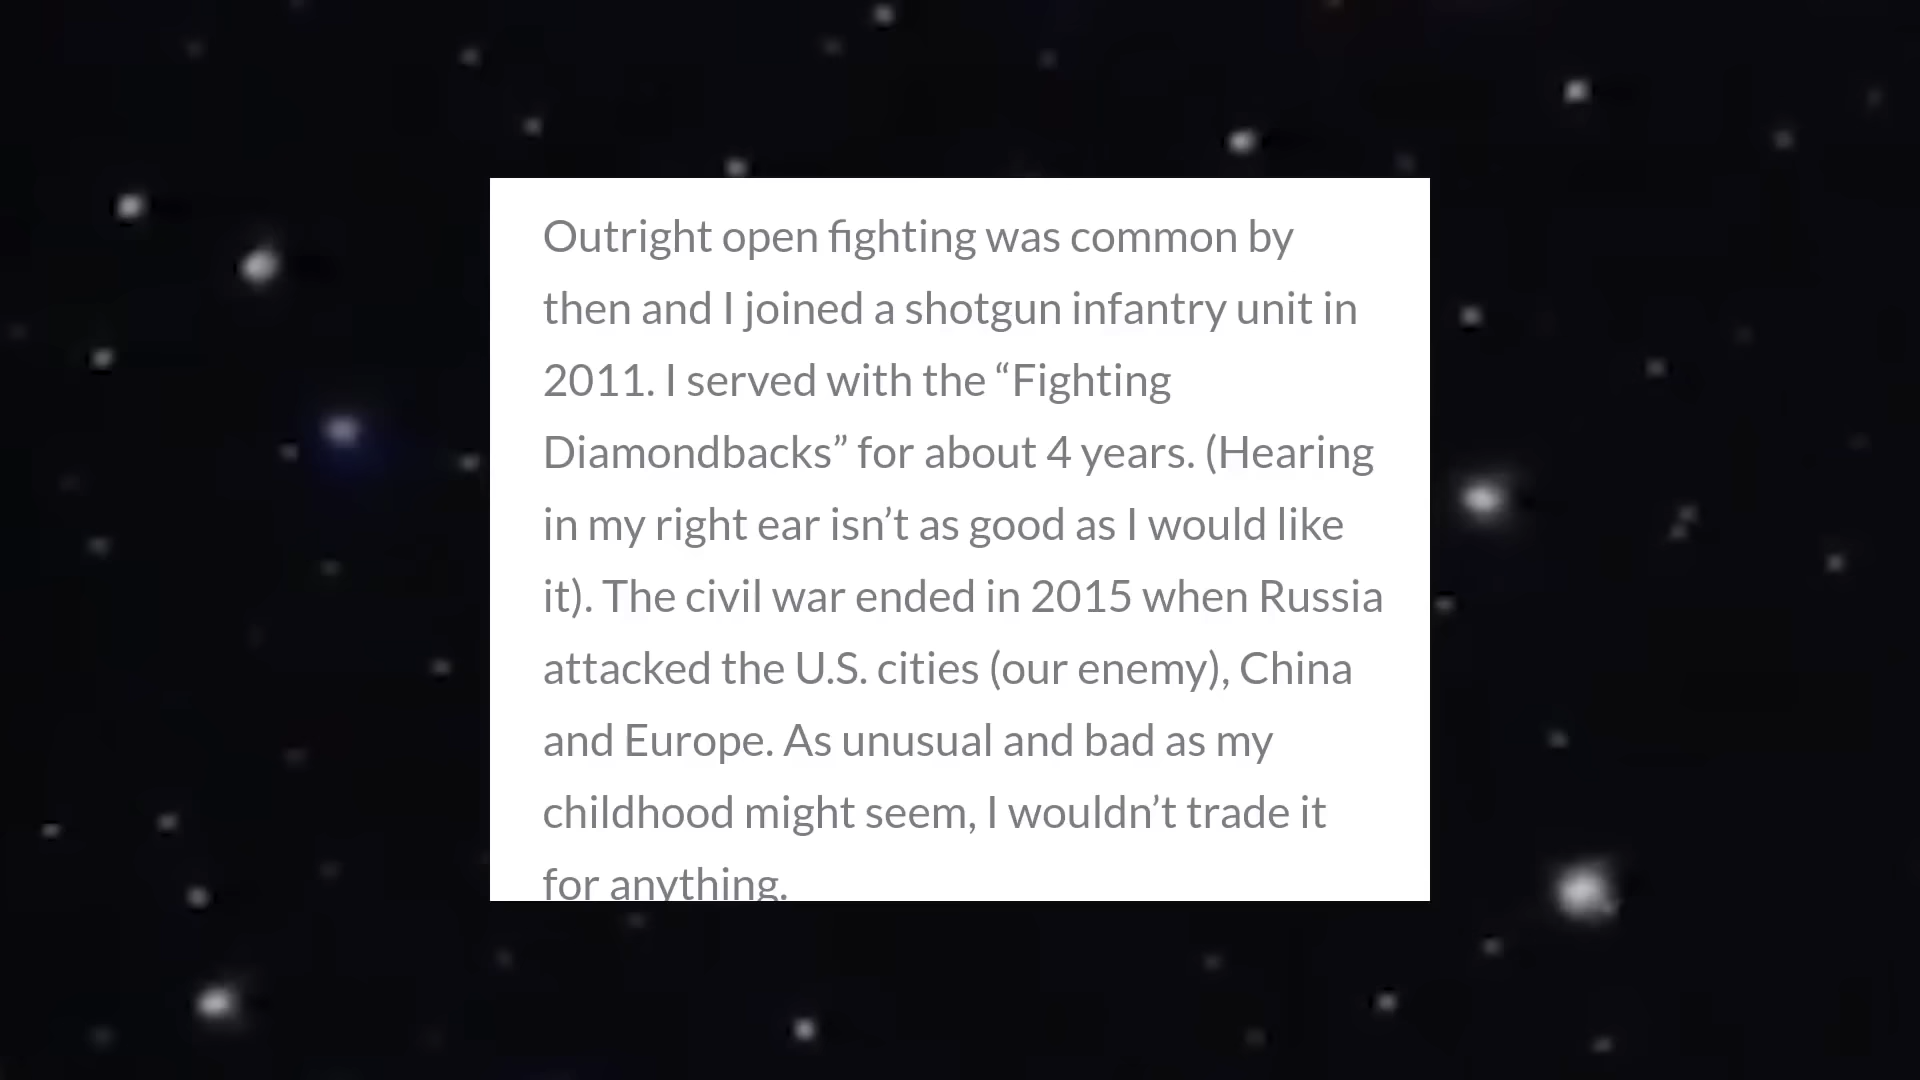 Outright open fighting was common by
then and I joined a shotgun infantry unit in
2011. I served with the “Fighting
Diamondbacks” for about 4 years. (Hearing
in my right ear isn’t as good as I would like
it). The civil war ended in 2015 when Russia
attacked the U.S. cities (our enemy), China
and Europe. As unusual and bad as my
childhood might seem, I wouldn’t trade it
for anything.